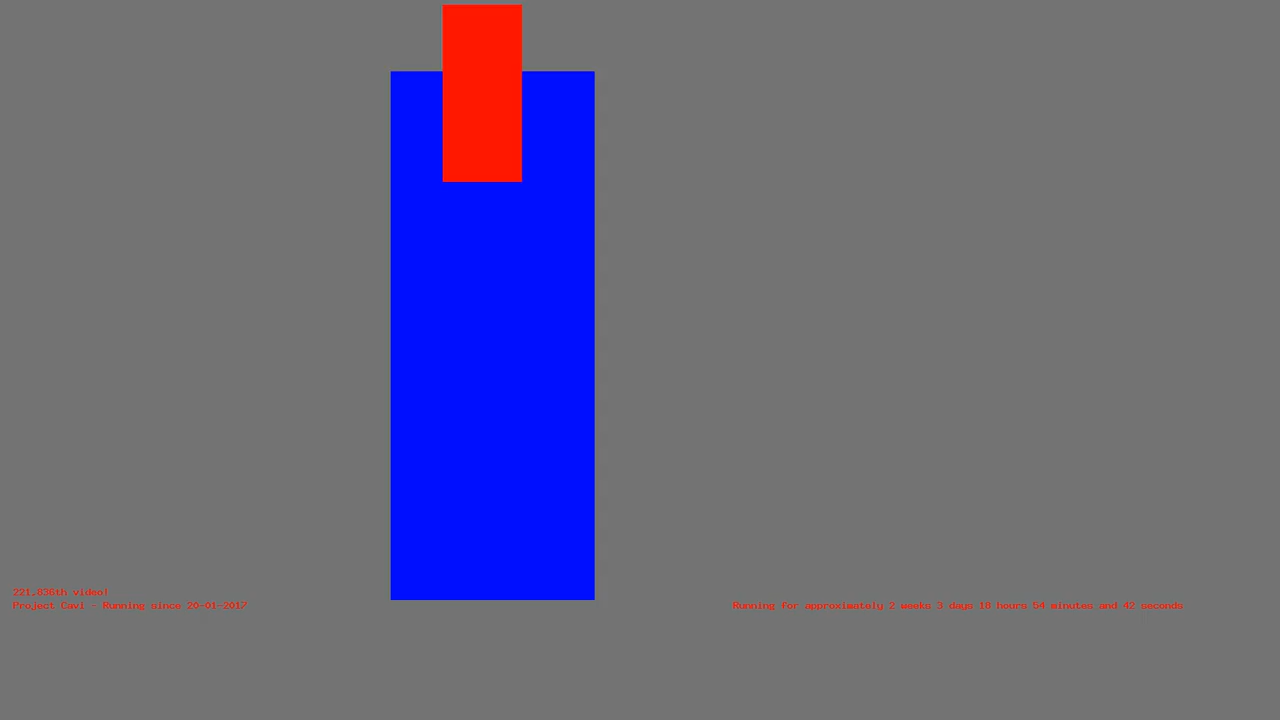 221,836th video!
Project Cavi - Running since 20-01-2017
Running for approximately 2 weeks 3 days 18 hours 54 minutes and 42 seconds